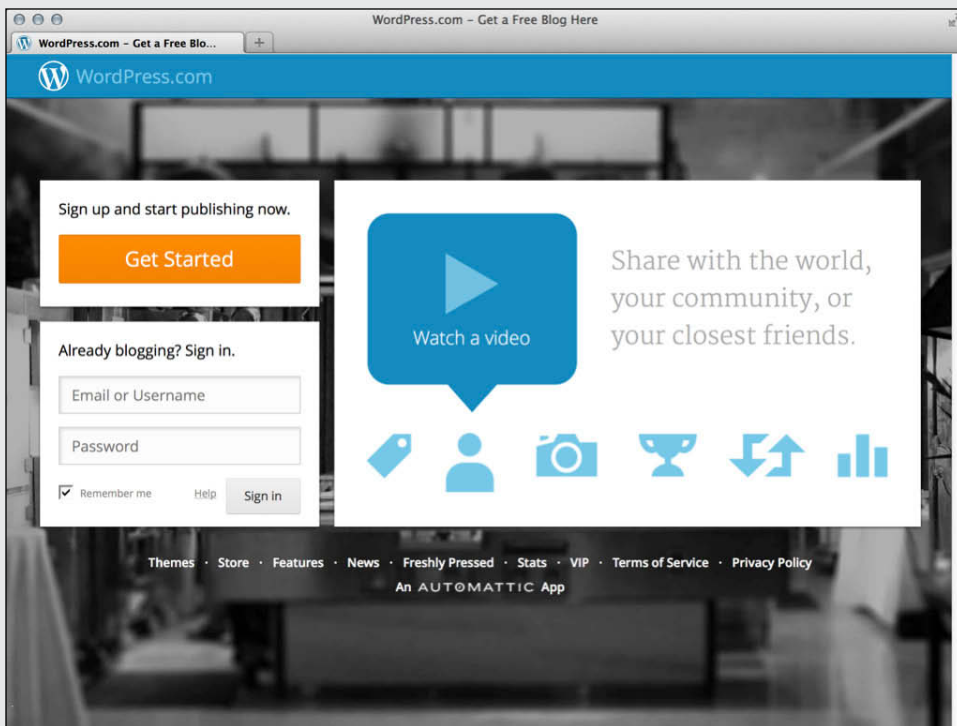 WordPress.com – Get a Free Blog Here
WordPress.com – Get a Free Blo...
WordPress.com
Sign up and start publishing now.
Get Started
Already blogging? Sign in.
Email or Username
Password
Remember me Help Sign in
Watch a video
Share with the world,
your community, or
your closest friends.
Themes · Store · Features · News · Freshly Pressed · Stats · VIP · Terms of Service · Privacy Policy
An AUTOMATTIC App